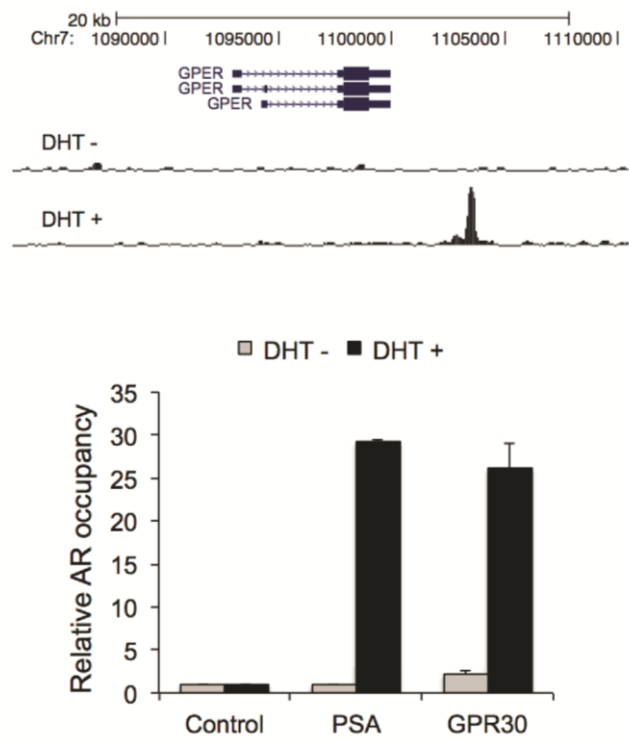 20 kb
Chr7: 1090000 1095000 1100000 1105000 1110000
GPER
GPER
GPER
DHT -
DHT +
DHT - DHT +
Relative AR occupancy
35
30
25
20
15
10
5
0
Control PSA GPR30